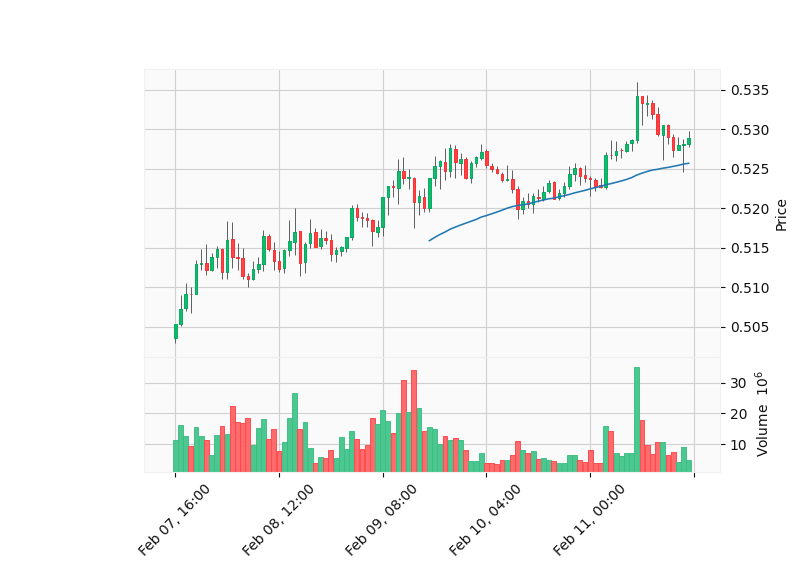 0.535
0.530
0.525
0.520
0.515
0.510
0.505
Price
30
20
10
Volume 10^6
Feb 07, 16:00
Feb 08, 12:00
Feb 09, 08:00
Feb 10, 04:00
Feb 11, 00:00